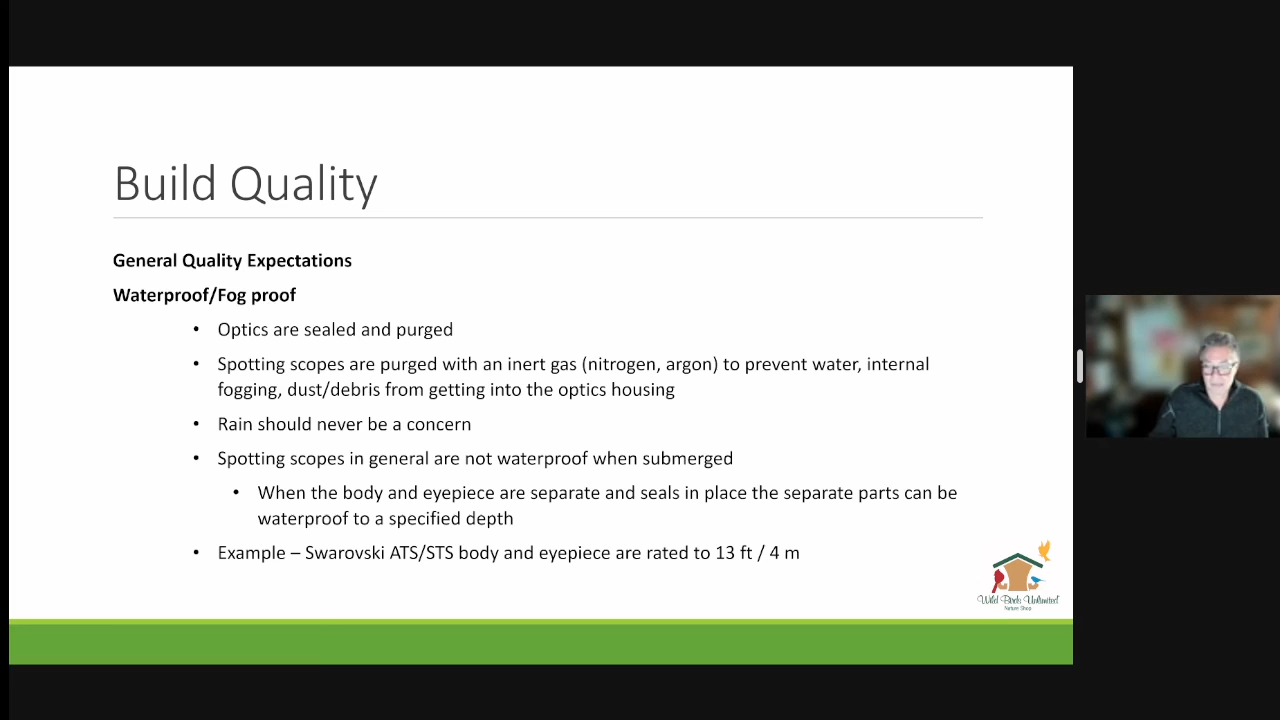 Build Quality
General Quality Expectations
Waterproof/Fog proof
• Optics are sealed and purged
• Spotting scopes are purged with an inert gas (nitrogen, argon) to prevent water, internal
fogging, dust/debris from getting into the optics housing
• Rain should never be a concern
• Spotting scopes in general are not waterproof when submerged
• When the body and eyepiece are separate and seals in place the separate parts can be
waterproof to a specified depth
• Example – Swarovski ATS/STS body and eyepiece are rated to 13 ft / 4 m
Wild Birds Unlimited
Nature Shop